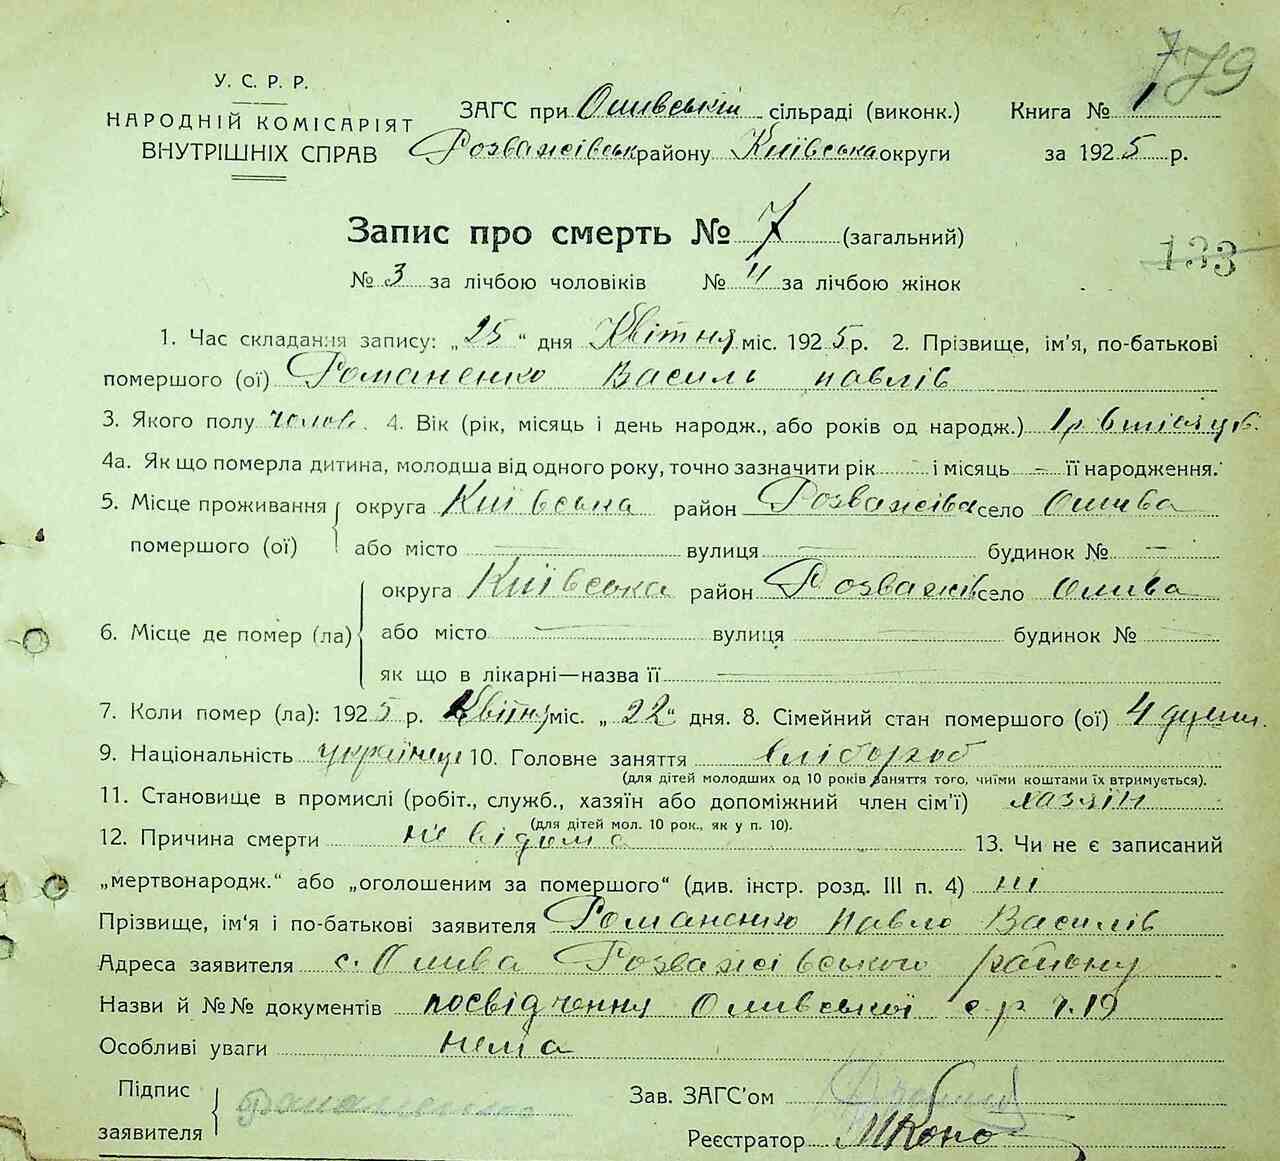 779
У. С. Р. Р.
НАРОДНІЙ КОМІСАРІЯТ
ВНУТРІШНІХ СПРАВ
ЗАГС при Оливській сільраді (виконк.) Книга № 1
Розважівськ району Київська округи за 1925 р.
Запис про смерть № 7 (загальний)
133
№ 3 за лічбою чоловіків № 4 за лічбою жінок
1. Час складання запису: „25“ дня Квітня міс. 1925 р. 2. Прізвище, ім'я, по-батькові
помершого (ої) Романенко Василь павлів
3. Якого полу чолов. 4. Вік (рік, місяць і день народж., або років од народж.) 1 р 6 місяців.
4а. Як що померла дитина, молодша від одного року, точно зазначити рік – і місяць – її народження.
5. Місце проживання округа Київська район Розважівс село Олива
помершого (ої) або місто — вулиця — будинок № —
округа Київська район Розважівс село Олива
6. Місце де помер (ла) або місто — вулиця — будинок № —
як що в лікарні—назва її —
7. Коли помер (ла): 1925 р. Квітня міс. „22“ дня. 8. Сімейний стан помершого (ої) 4 душі.
9. Національність українець 10. Головне заняття хлібороб
(для дітей молодших од 10 років заняття того, чиїми коштами їх втримується).
11. Становище в промислі (робіт., служб., хазяїн або допоміжний член сім'ї) хазяїн
(для дітей мол. 10 рок., як у п. 10).
12. Причина смерти не відома 13. Чи не є записаний
„мертвонародж.“ або „оголошеним за помершого“ (див. інстр. розд. III п. 4) ні
Прізвище, ім'я і по-батькові заявителя Романенко Павло Василів
Адреса заявителя с. Олива Розважівського району
Назви й №№ документів посвідчення Оливської с р ч. 19
Особливі уваги нема
Підпис заявителя Романенко
Зав. ЗАГС'ом
Реєстратор